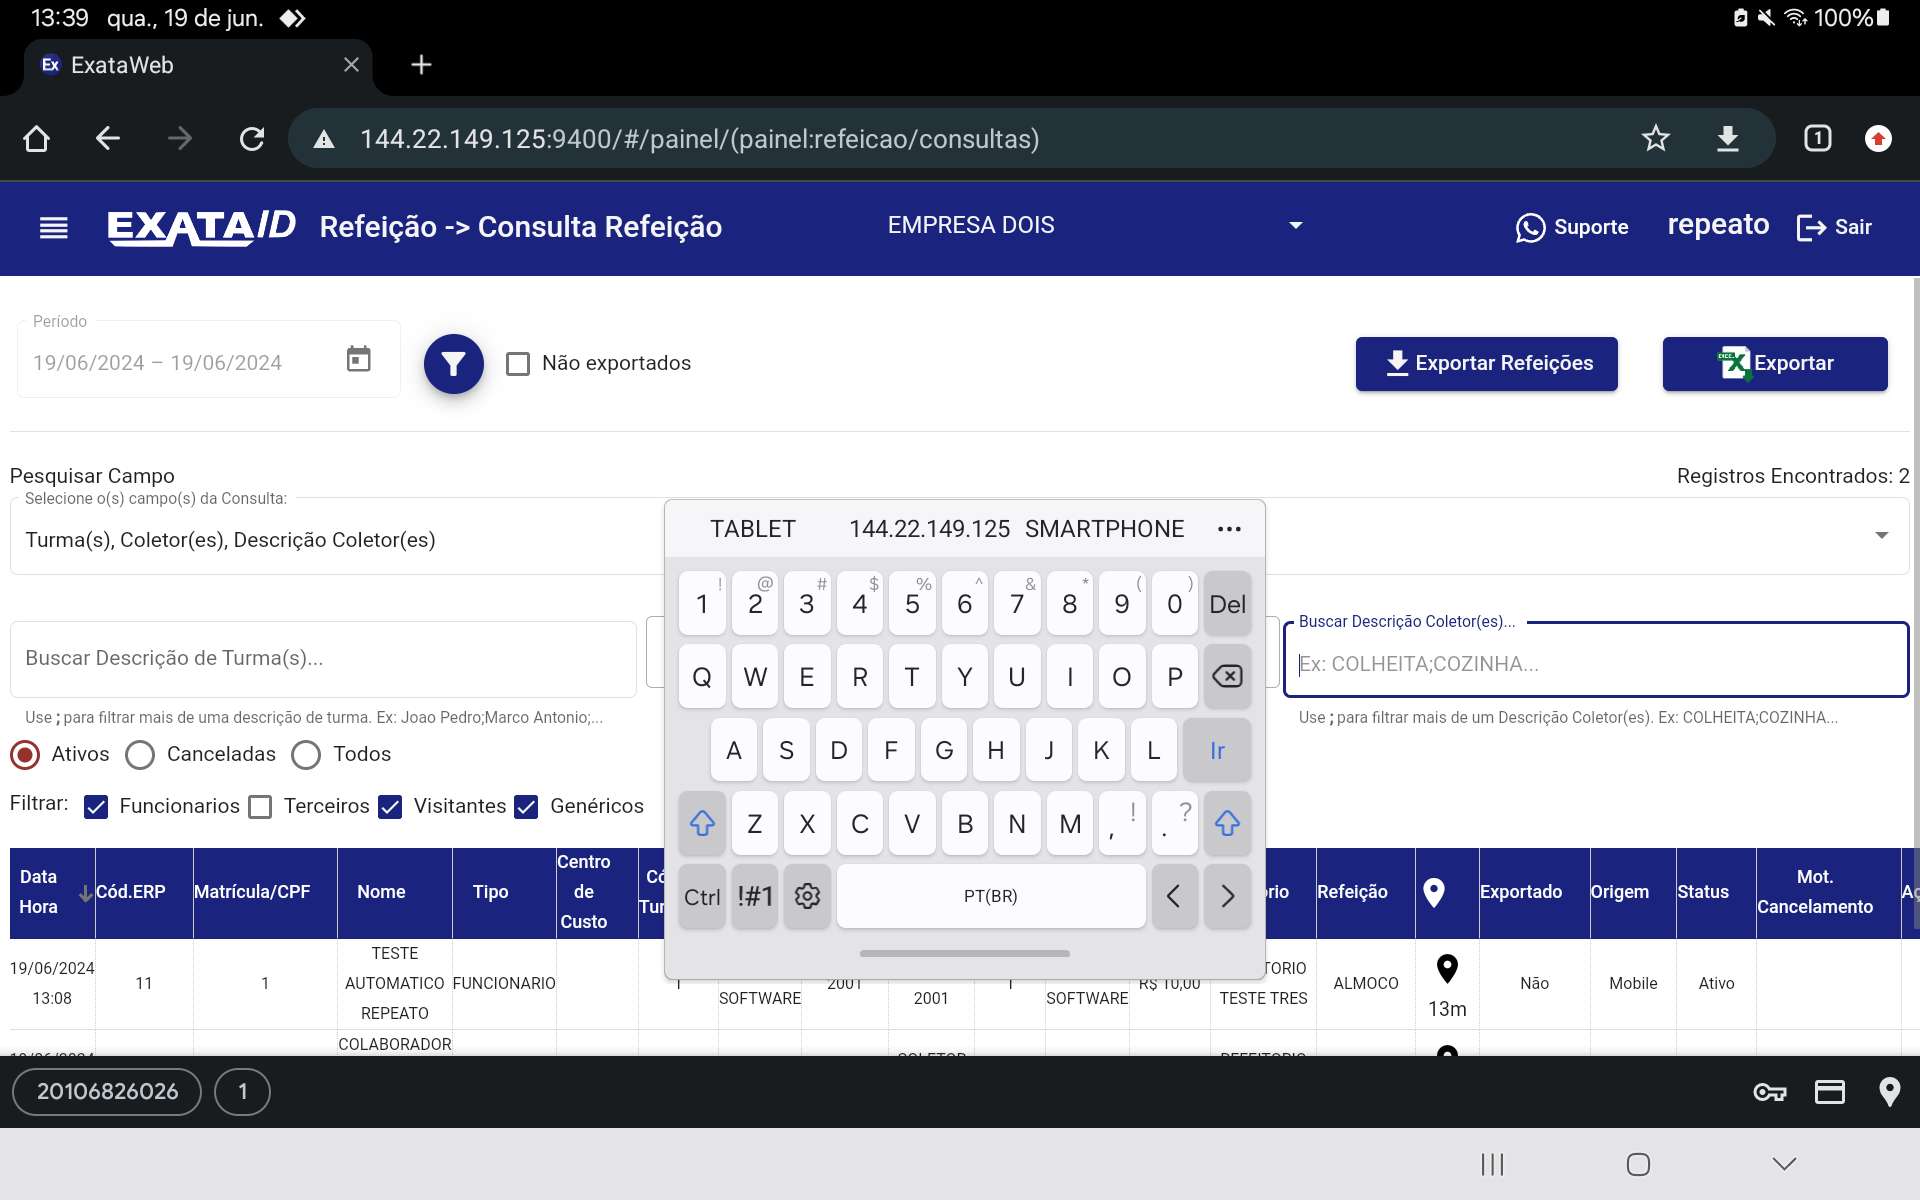 13:39 qua., 19 de jun. 100%
Ex ExataWeb
144.22.149.125:9400/#/painel/(painel:refeicao/consultas) 1
EXATA/ID Refeição -> Consulta Refeição EMPRESA DOIS Suporte repeato Sair
Período
19/06/2024 – 19/06/2024 Não exportados Exportar Refeições Exportar
Pesquisar Campo Registros Encontrados: 2
Selecione o(s) campo(s) da Consulta:
Turma(s), Coletor(es), Descrição Coletor(es)
TABLET 144.22.149.125 SMARTPHONE ...
! @ # $ % ^ & * ( )
1 2 3 4 5 6 7 8 9 0 Del
Q W E R T Y U I O P
A S D F G H J K L Ir
Z X C V B N M , ! . ?
Ctrl !#1 PT(BR) < >
Buscar Descrição de Turma(s)...
Use ; para filtrar mais de uma descrição de turma. Ex: Joao Pedro;Marco Antonio;...
Buscar Descrição Coletor(es)...
Ex: COLHEITA;COZINHA...
Use ; para filtrar mais de um Descrição Coletor(es). Ex: COLHEITA;COZINHA...
Ativos Canceladas Todos
Filtrar: Funcionarios Terceiros Visitantes Genéricos
Data Hora Cód.ERP Matrícula/CPF Nome Tipo Centro de Custo Refeição Exportado Origem Status Mot. Cancelamento
19/06/2024 13:08 11 1 TESTE AUTOMATICO REPEATO FUNCIONARIO 1 SOFTWARE 2001 2001 1 SOFTWARE R$ 10,00 TESTE TRES ALMOCO 13m Não Mobile Ativo
COLABORADOR
20106826026 1